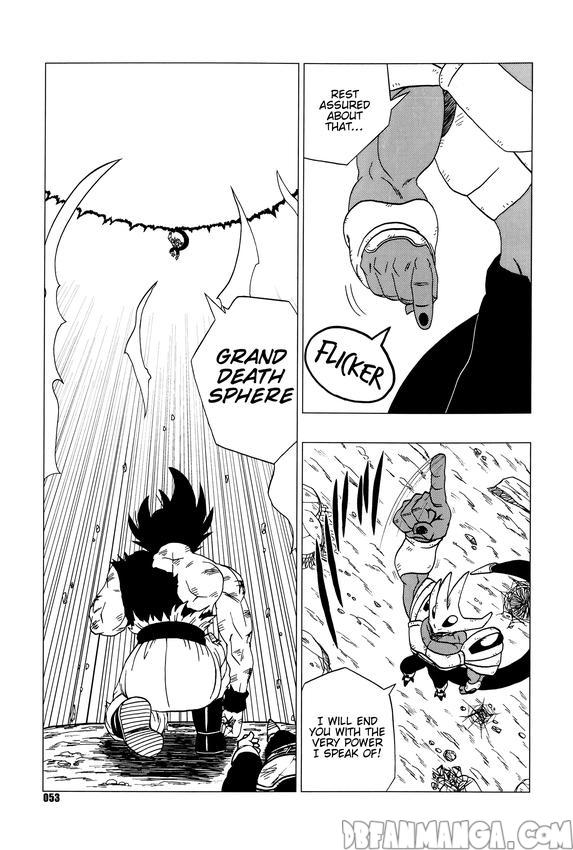 REST
ASSURED
ABOUT
THAT...
FLICKER
I WILL END
YOU WITH THE
VERY POWER
I SPEAK OF!
GRAND
DEATH
SPHERE
053
DBFANMANGA.COM